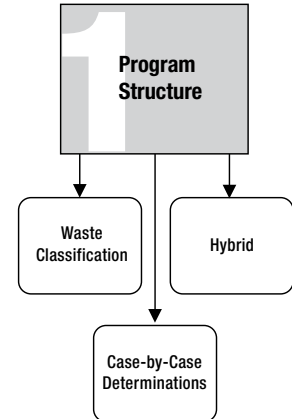 1
Program
Structure
Waste
Classification
Hybrid
Case-by-Case
Determinations